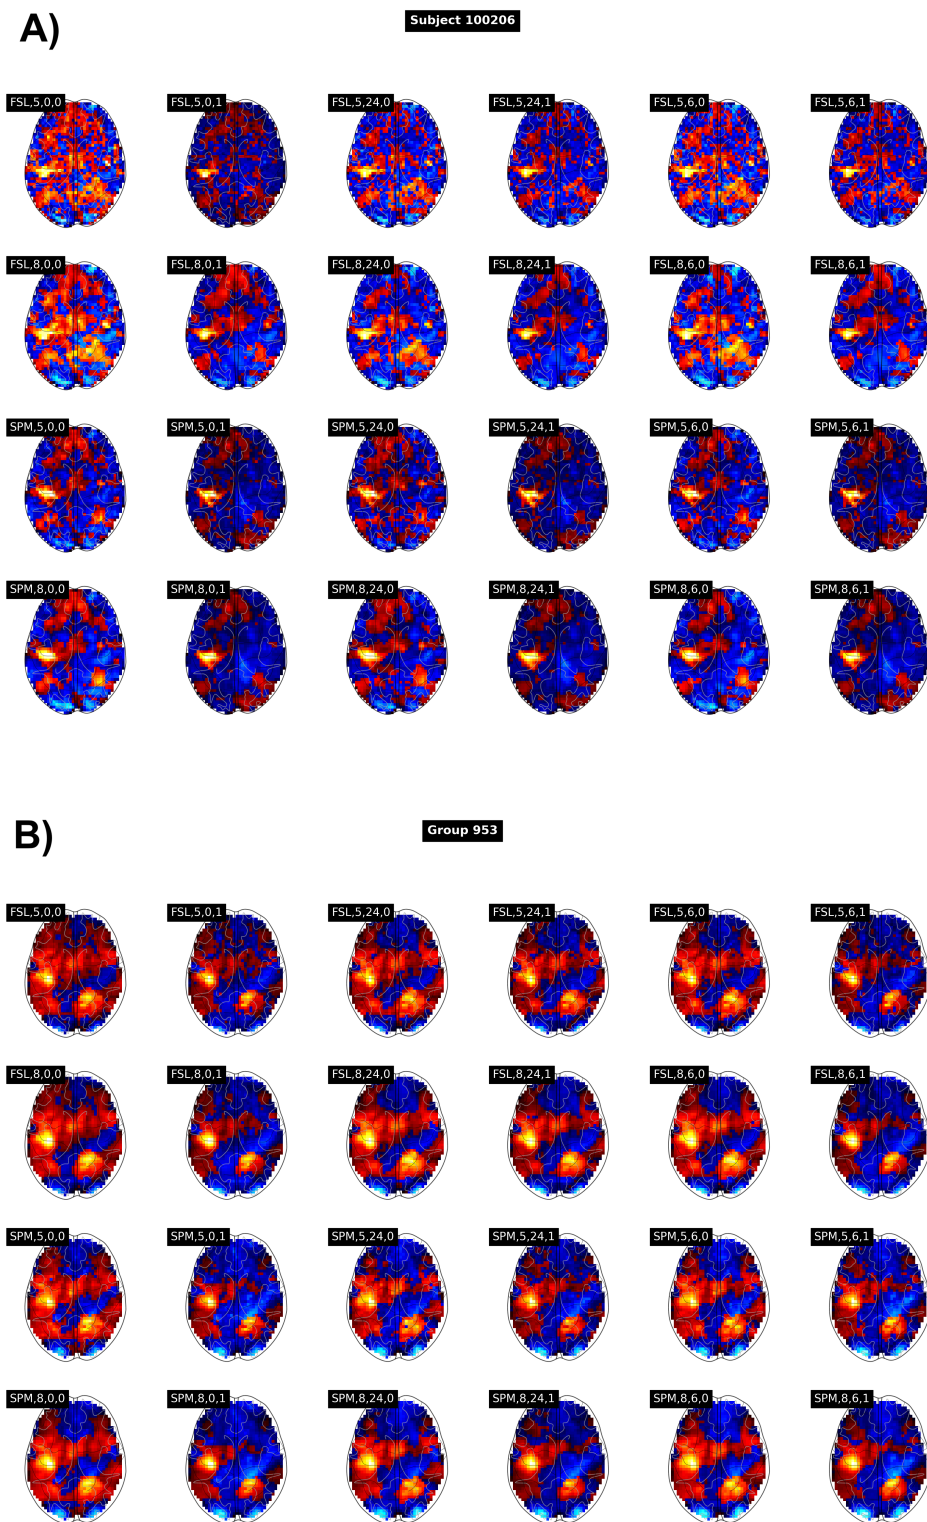 A)
Subject 100206
FSL,5,0,0
FSL,5,0,1
FSL,5,24,0
FSL,5,24,1
FSL,5,6,0
FSL,5,6,1
FSL,8,0,0
FSL,8,0,1
FSL,8,24,0
FSL,8,24,1
FSL,8,6,0
FSL,8,6,1
SPM,5,0,0
SPM,5,0,1
SPM,5,24,0
SPM,5,24,1
SPM,5,6,0
SPM,5,6,1
SPM,8,0,0
SPM,8,0,1
SPM,8,24,0
SPM,8,24,1
SPM,8,6,0
SPM,8,6,1
B)
Group 953
FSL,5,0,0
FSL,5,0,1
FSL,5,24,0
FSL,5,24,1
FSL,5,6,0
FSL,5,6,1
FSL,8,0,0
FSL,8,0,1
FSL,8,24,0
FSL,8,24,1
FSL,8,6,0
FSL,8,6,1
SPM,5,0,0
SPM,5,0,1
SPM,5,24,0
SPM,5,24,1
SPM,5,6,0
SPM,5,6,1
SPM,8,0,0
SPM,8,0,1
SPM,8,24,0
SPM,8,24,1
SPM,8,6,0
SPM,8,6,1